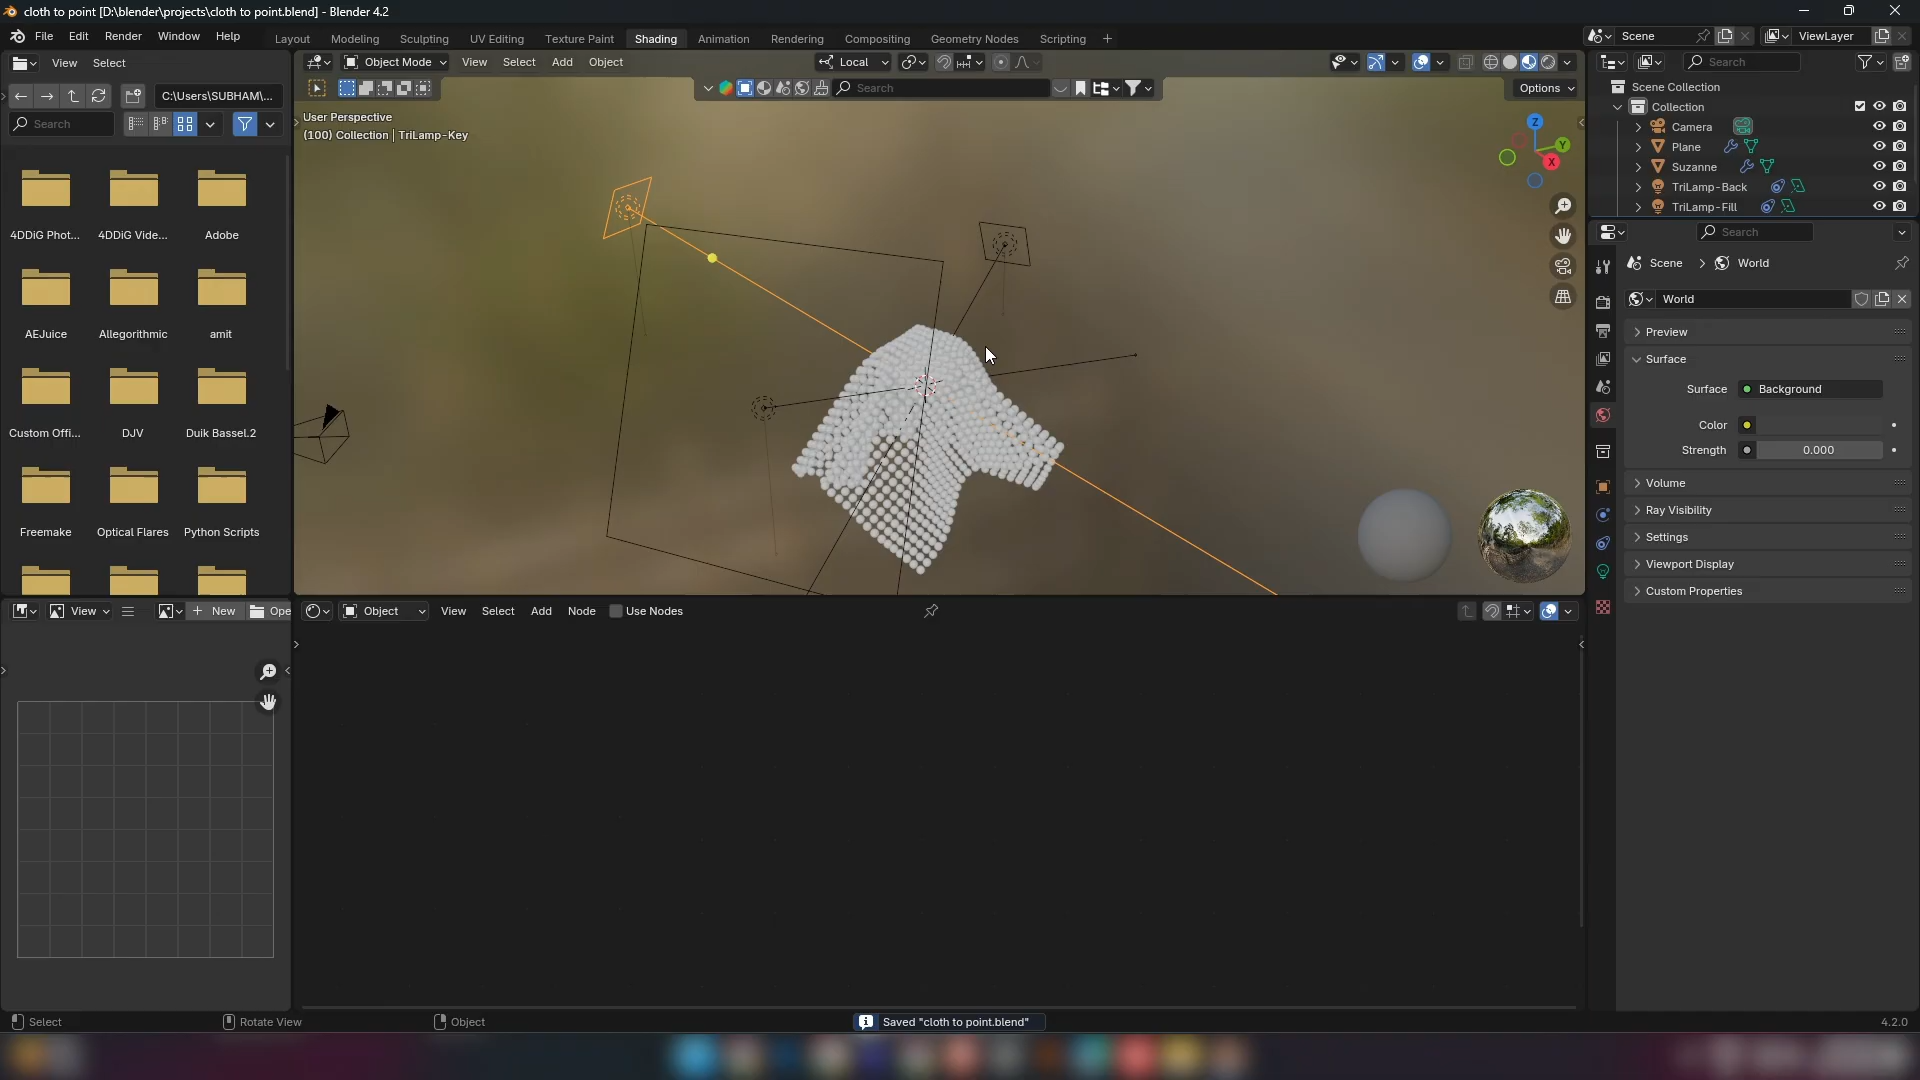 cloth to point [D:\blender\projects\cloth to point.blend] - Blender 4.2
File Edit Render Window Help
Layout Modeling Sculpting UV Editing Texture Paint Shading Animation Rendering Compositing Geometry Nodes Scripting +
Scene
ViewLayer
View Select
Object Mode View Select Add Object
Local
Search
C:\Users\SUBHAM\...
Search
Search
Options
User Perspective
(100) Collection | TriLamp-Key
Z
Y
X
4DDiG Phot... 4DDiG Vide... Adobe
AEJuice Allegorithmic amit
Custom Offi... DJV Duik Bassel.2
Freemake Optical Flares Python Scripts
Scene Collection
Collection
Camera
Plane
Suzanne
TriLamp-Back
TriLamp-Fill
Search
Scene > World
World
Preview
Surface
Surface Background
Color
Strength 0.000
Volume
Ray Visibility
Settings
Viewport Display
Custom Properties
View + New Ope
Object View Select Add Node Use Nodes
Select Rotate View Object Saved "cloth to point.blend" 4.2.0